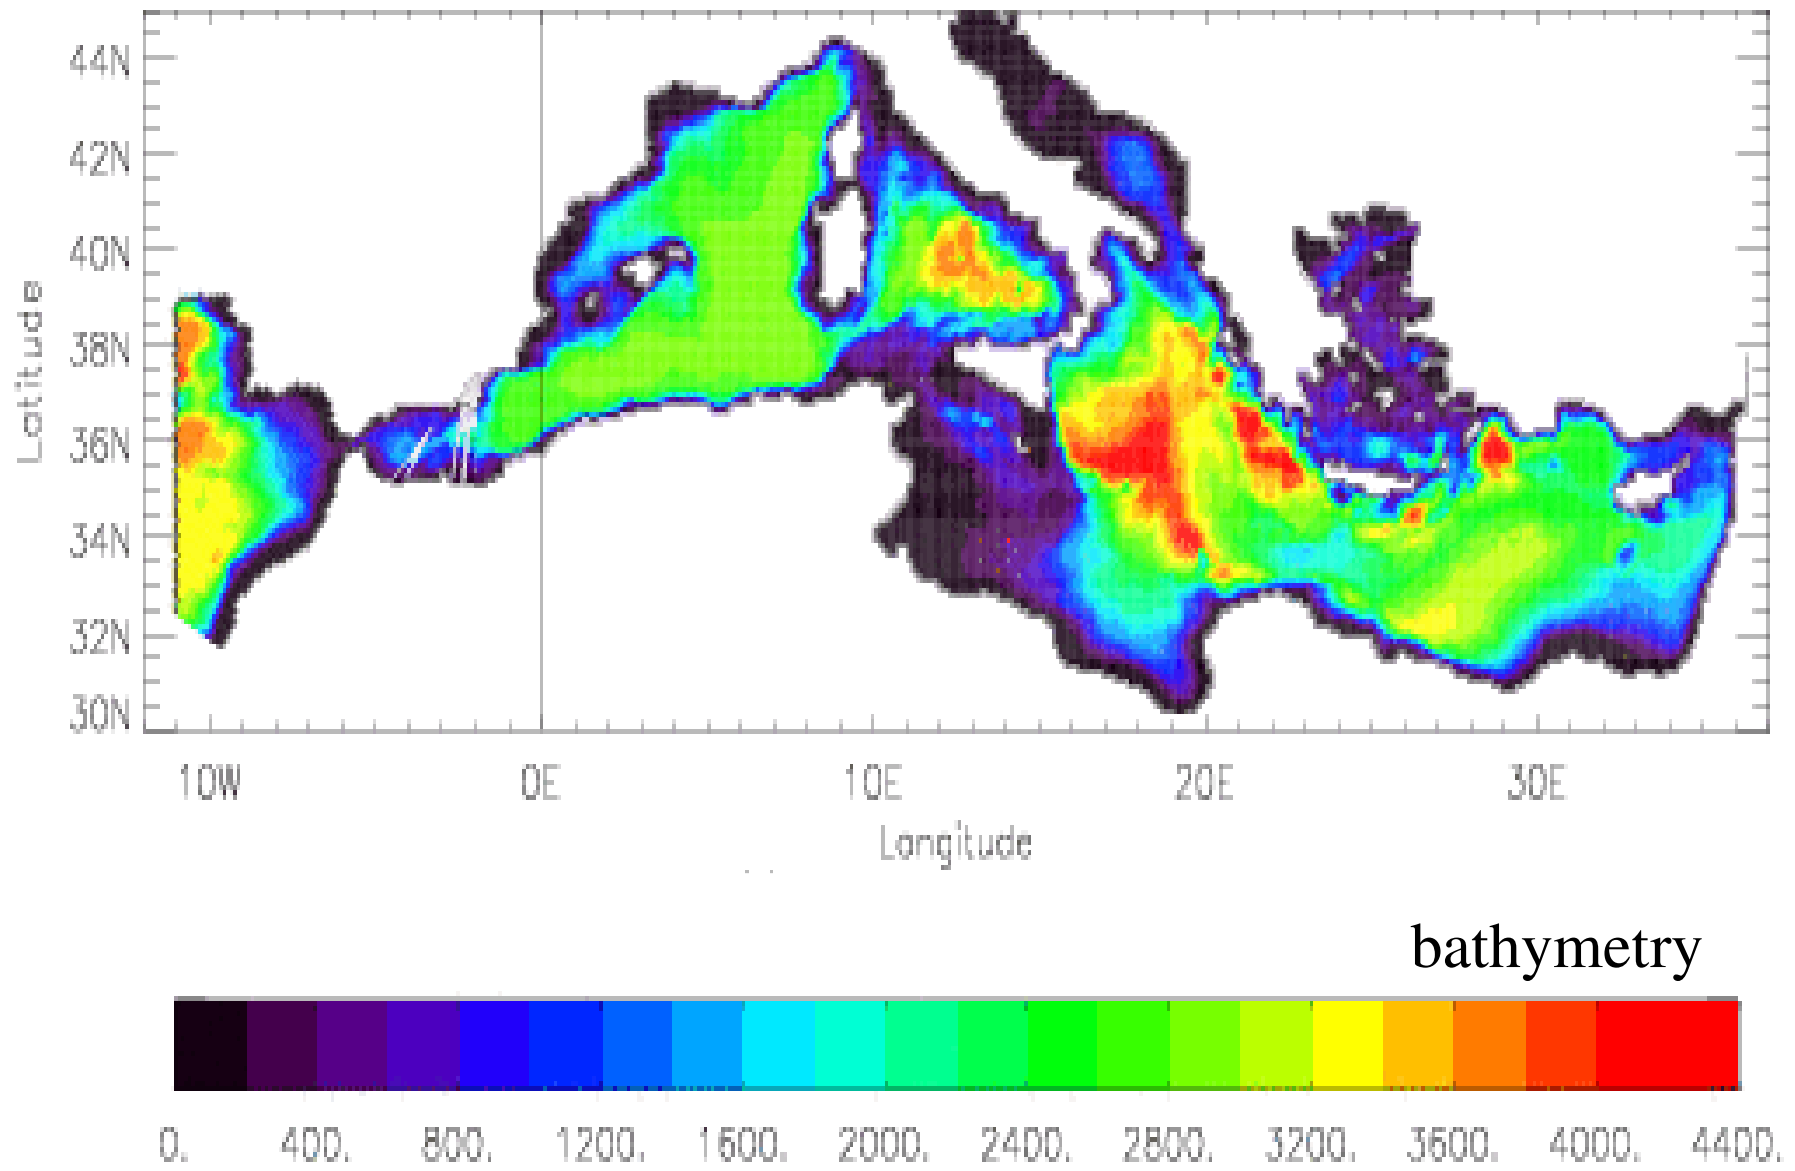 44N
42N
40N
38N
36N
34N
32N
30N
Latitude
10W 0E 10E 20E 30E
Longitude
bathymetry
0. 400. 800. 1200. 1600. 2000. 2400. 2800. 3200. 3600. 4000. 4400.